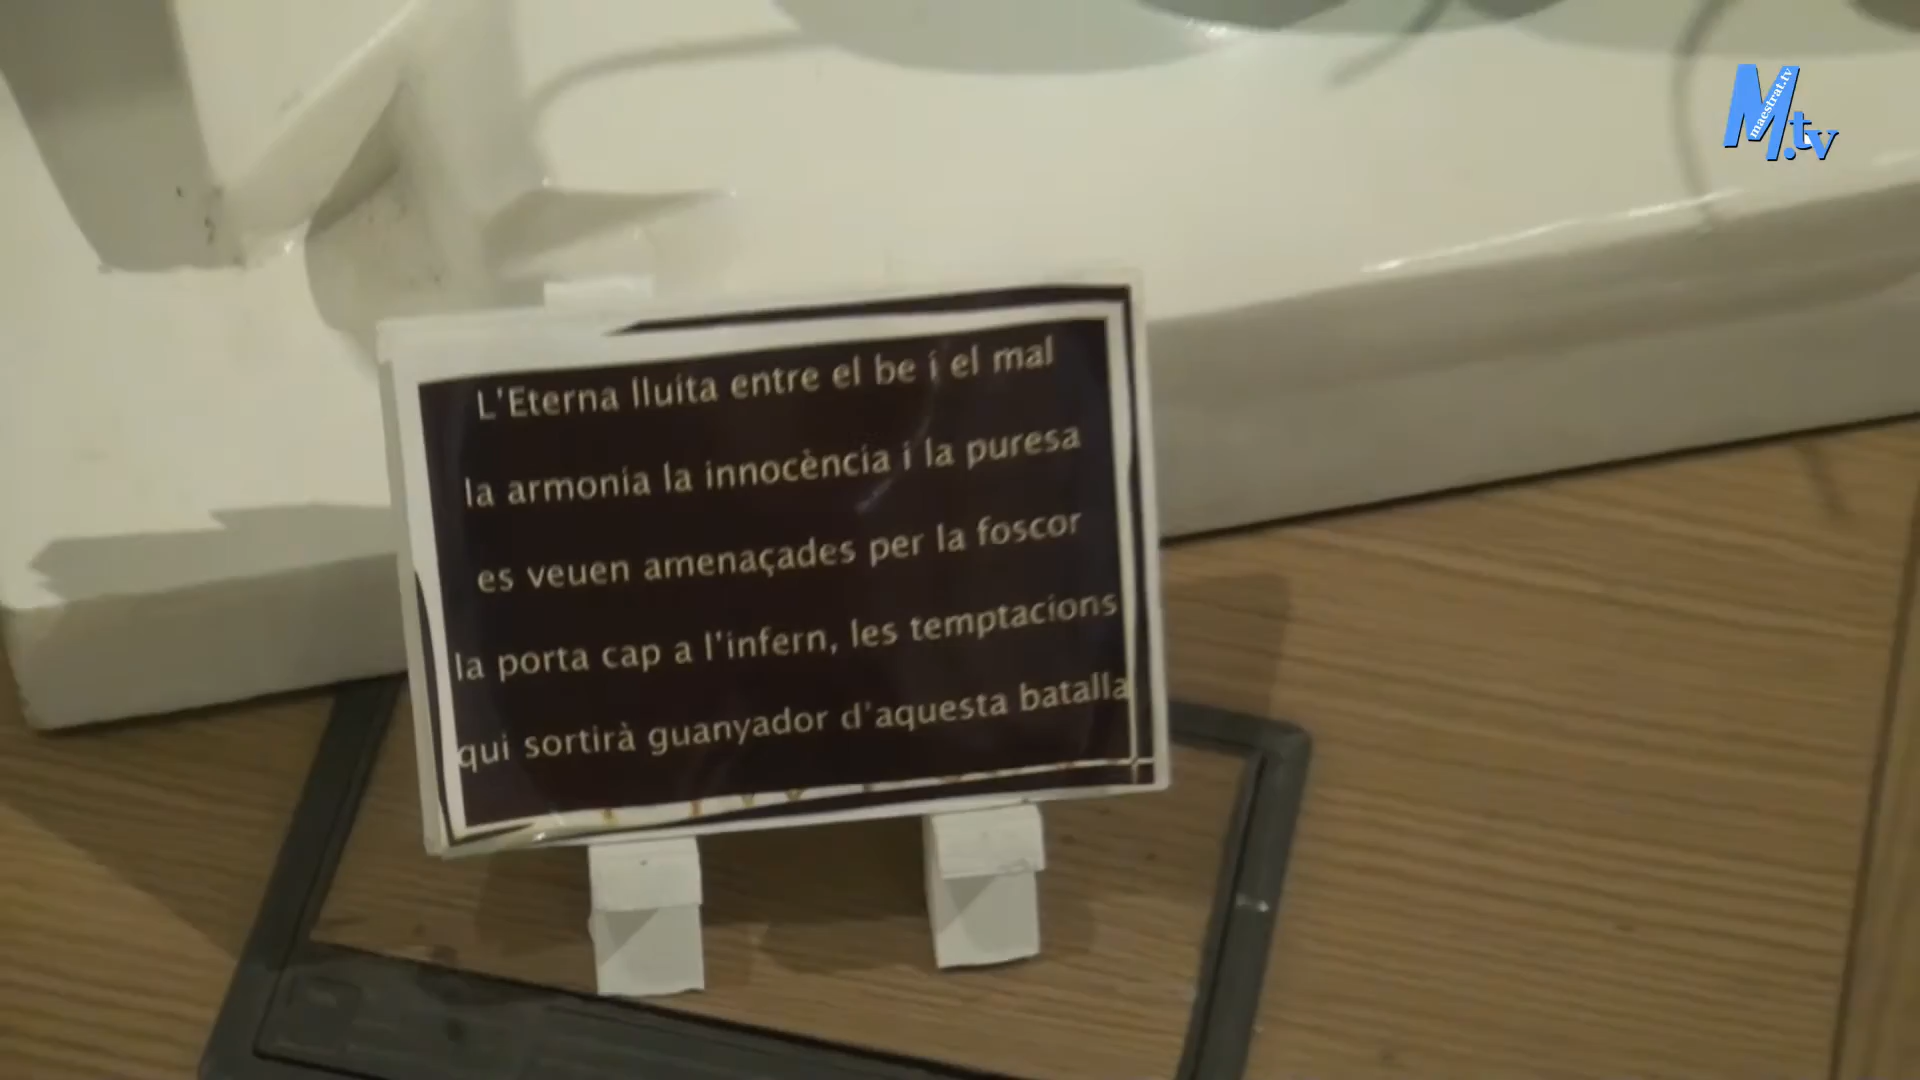 maestrat.tv
M.tv
L'Eterna lluita entre el be i el mal
la armonia la innocència i la puresa
es veuen amenaçades per la foscor
la porta cap a l'infern, les temptacions
qui sortirà guanyador d'aquesta batalla